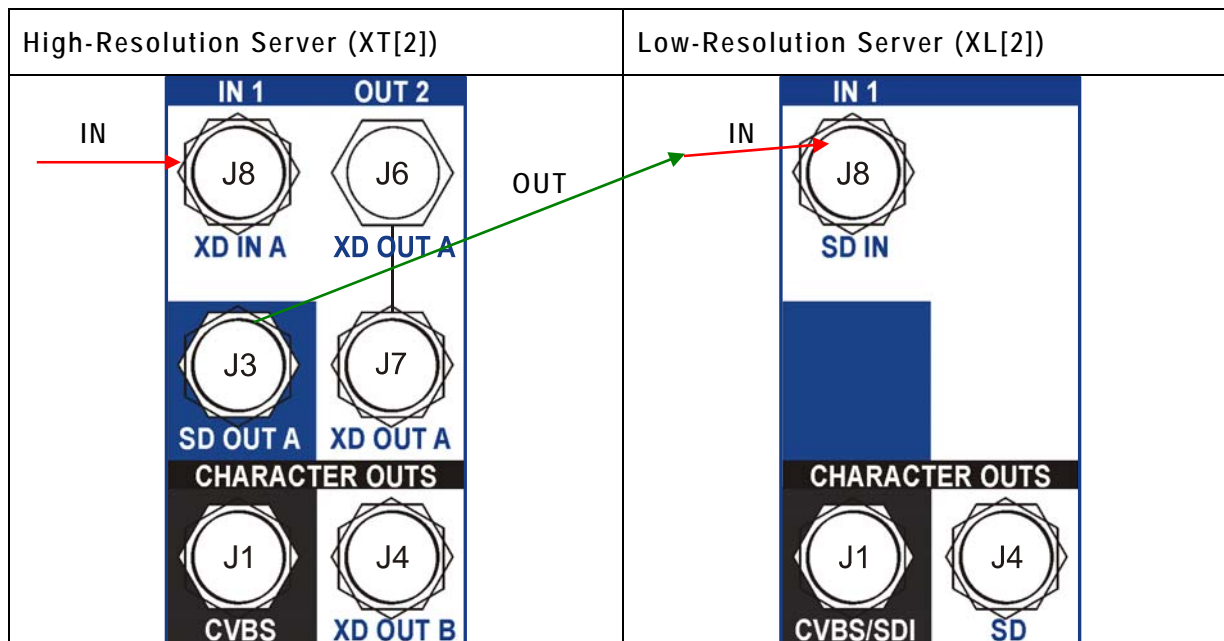 High-Resolution Server (XT[2])
Low-Resolution Server (XL[2])
IN 1 OUT 2
IN
J8 J6
XD IN A XD OUT A
OUT
J3 J7
SD OUT A XD OUT A
CHARACTER OUTS
J1 J4
CVBS XD OUT B
IN 1
IN
J8
SD IN
CHARACTER OUTS
J1 J4
CVBS/SDI SD